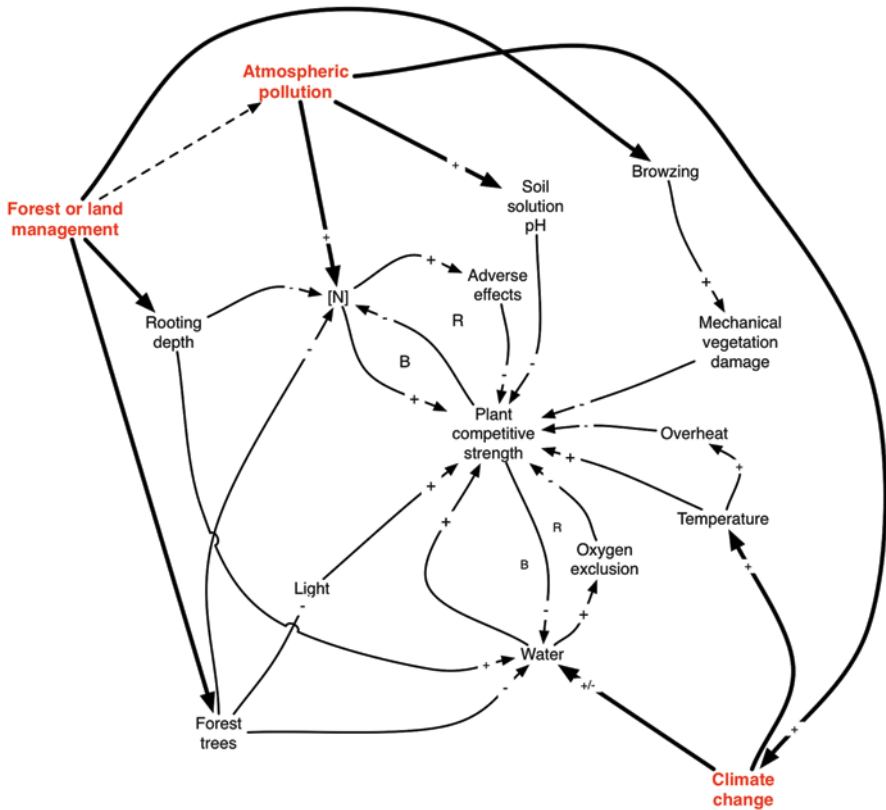 Atmospheric
pollution
+
Browzing
Soil
solution
pH
Forest or land
management
+
+
Adverse
effects
-
[N]
+
Rooting
depth
-
R
Mechanical
vegetation
damage
-
B
-
-
+
-
Plant
competitive
strength
-
Overheat
+
+
+
-
Temperature
+
R
Oxygen
exclusion
B
+
Light
-
-
+
Water
+
-
+/-
Forest
trees
+
Climate
change